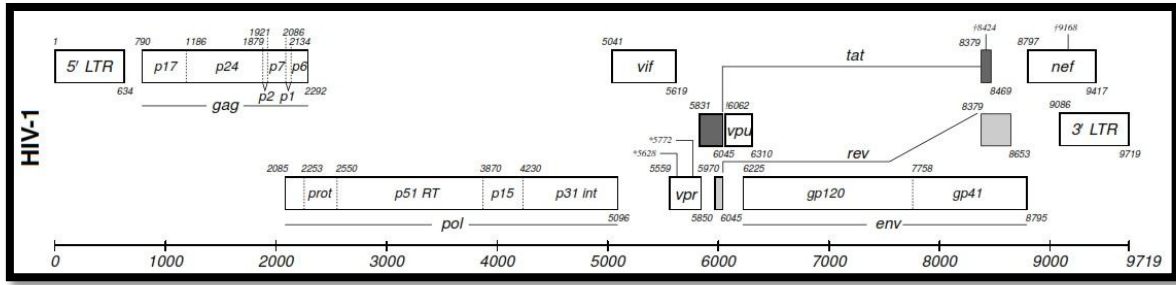 HIV-1
1 790 1186 1921 2086 5041 8379 †8424 8797 †9168
1879 2134
5' LTR p17 p24 p7 p6 vif tat nef
634 p2 p1 2292 5619 8469 9417
gag
5831 !6062 8379 9086
vpu 3' LTR
*5772 6045 6310 rev 8653 9719
*5628
2085 2253 2550 3870 4230 5559 5970 6225 7758
prot p51 RT p15 p31 int vpr gp120 gp41
5096 5850 6045 8795
pol env
0 1000 2000 3000 4000 5000 6000 7000 8000 9000 9719